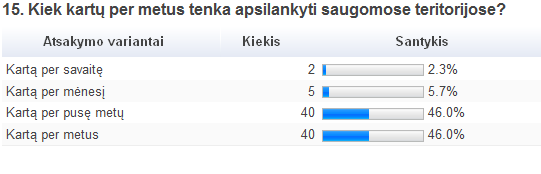 15. Kiek kartų per metus tenka apsilankyti saugomose teritorijose?
Atsakymo variantai Kiekis Santykis
Kartą per savaitę 2 2.3%
Kartą per mėnesį 5 5.7%
Kartą per pusę metų 40 46.0%
Kartą per metus 40 46.0%